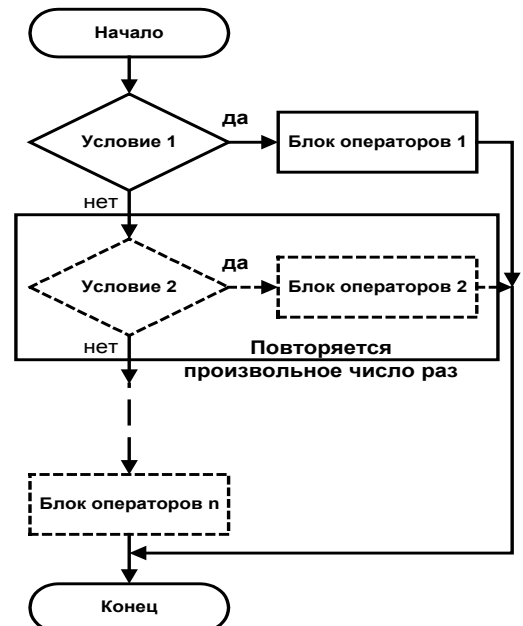 Начало
да
Условие 1
Блок операторов 1
нет
да
Условие 2
Блок операторов 2
нет
Повторяется
произвольное число раз
Блок операторов n
Конец